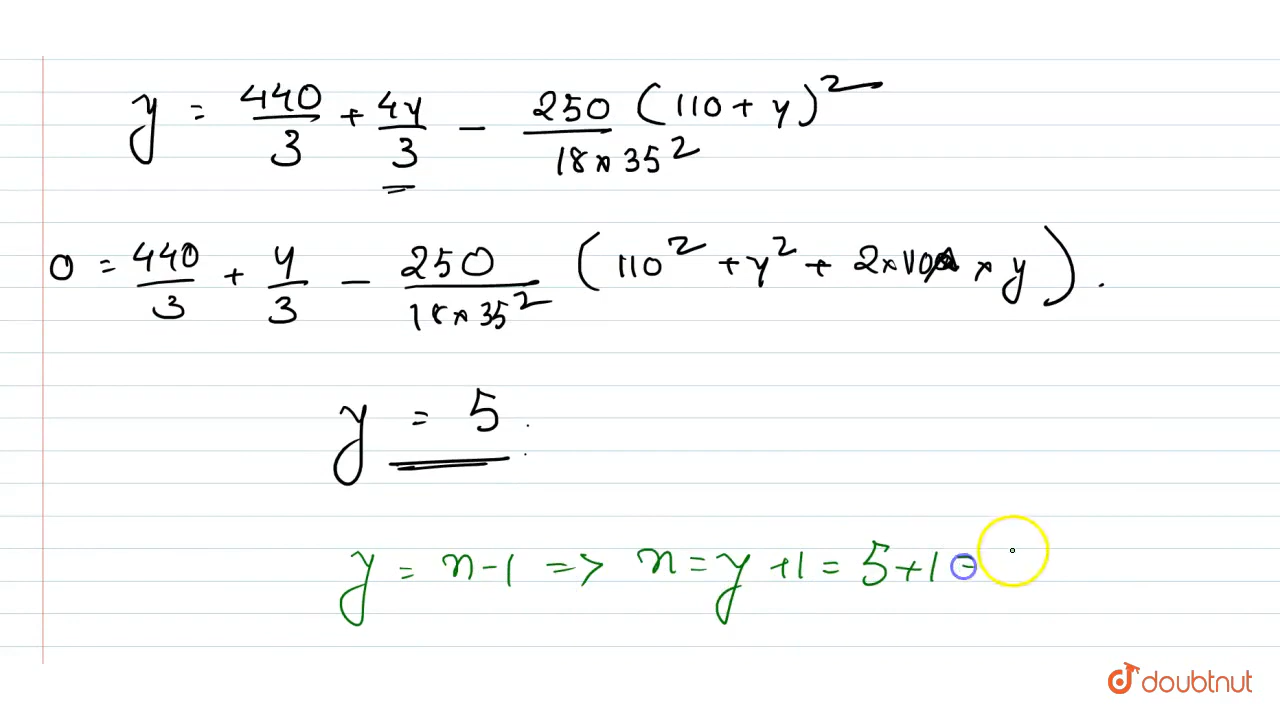 y = 440/3 + 4y/3 - 250/18×35² (110 + y)²
0 = 440/3 + y/3 - 250/18×35² (110² + y² + 2×110 × y).
y = 5
y = n-1 => n = y +1 = 5+1 =
doubtnut